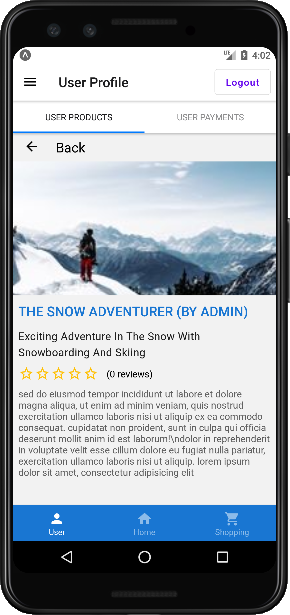 4:02
User Profile
Logout
USER PRODUCTS
USER PAYMENTS
Back
THE SNOW ADVENTURER (BY ADMIN)
Exciting Adventure In The Snow With
Snowboarding And Skiing
(0 reviews)
sed do eiusmod tempor incididunt ut labore et dolore
magna aliqua, ut enim ad minim veniam, quis nostrud
exercitation ullamco laboris nisi ut aliquip ex ea commodo
consequat. cupidatat non proident, sunt in culpa qui officia
deserunt mollit anim id est laborum!\ndolor in reprehenderit
in voluptate velit esse cillum dolore eu fugiat nulla pariatur,
exercitation ullamco laboris nisi ut aliquip. lorem ipsum
dolor sit amet, consectetur adipisicing elit
User
Home
Shopping